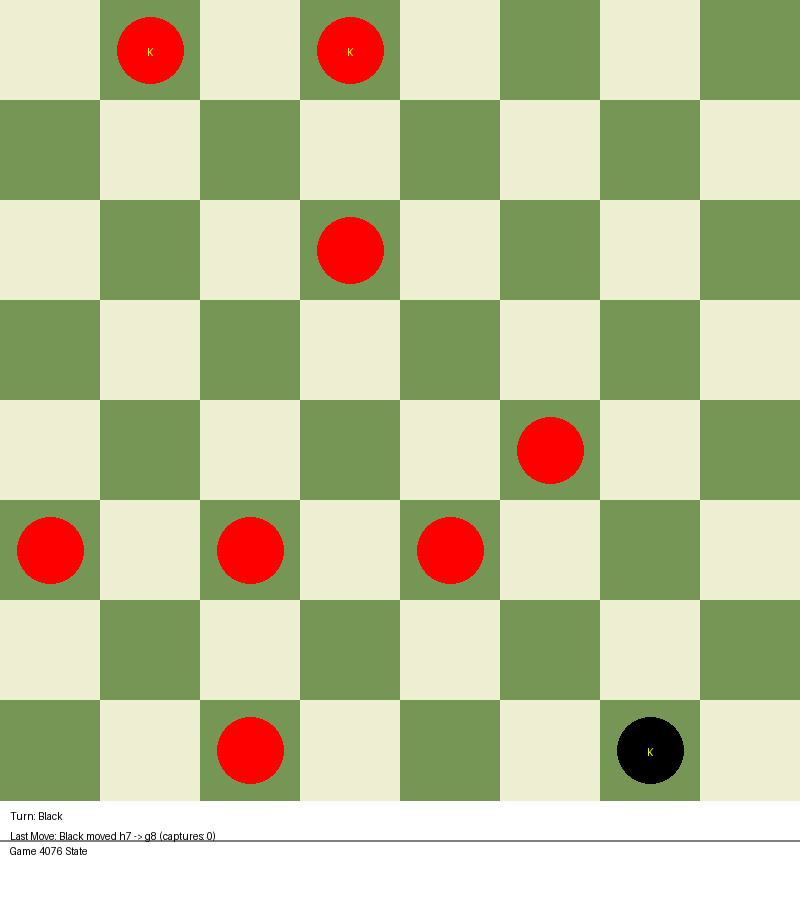 K K
K
Turn: Black
Last Move: Black moved h7 -> g8 (captures: 0)
Game 4076 State